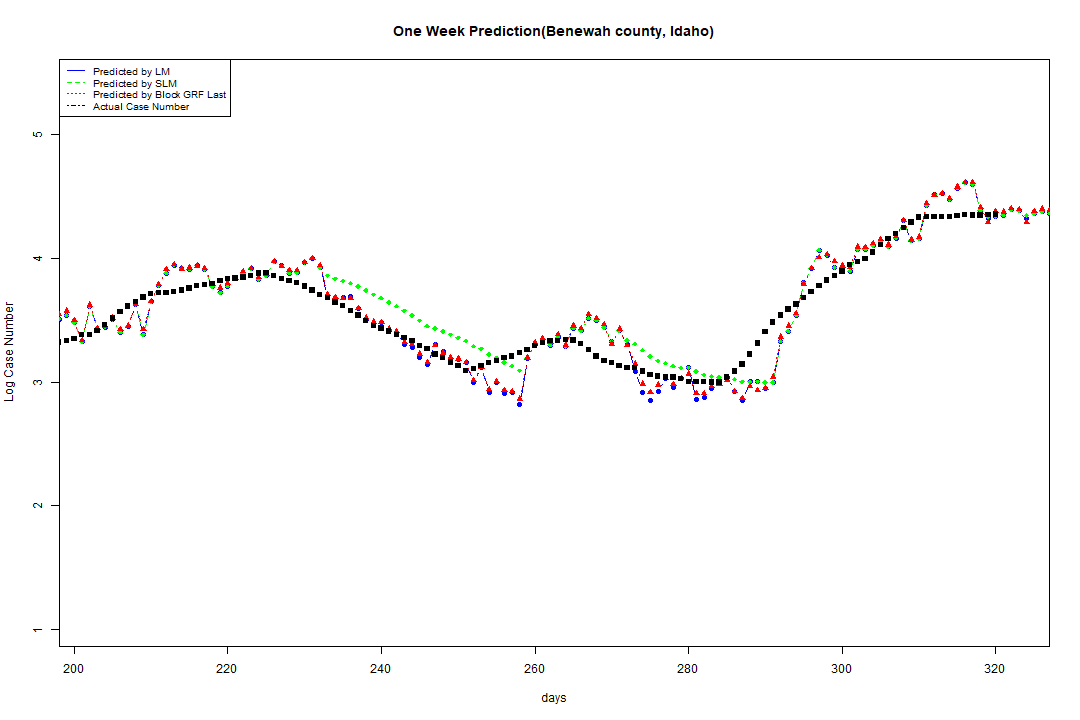 One Week Prediction(Benewah county, Idaho)
Predicted by LM
Predicted by SLM
Predicted by Block GRF Last
Actual Case Number
5
4
3
2
1
Log Case Number
200 220 240 260 280 300 320
days